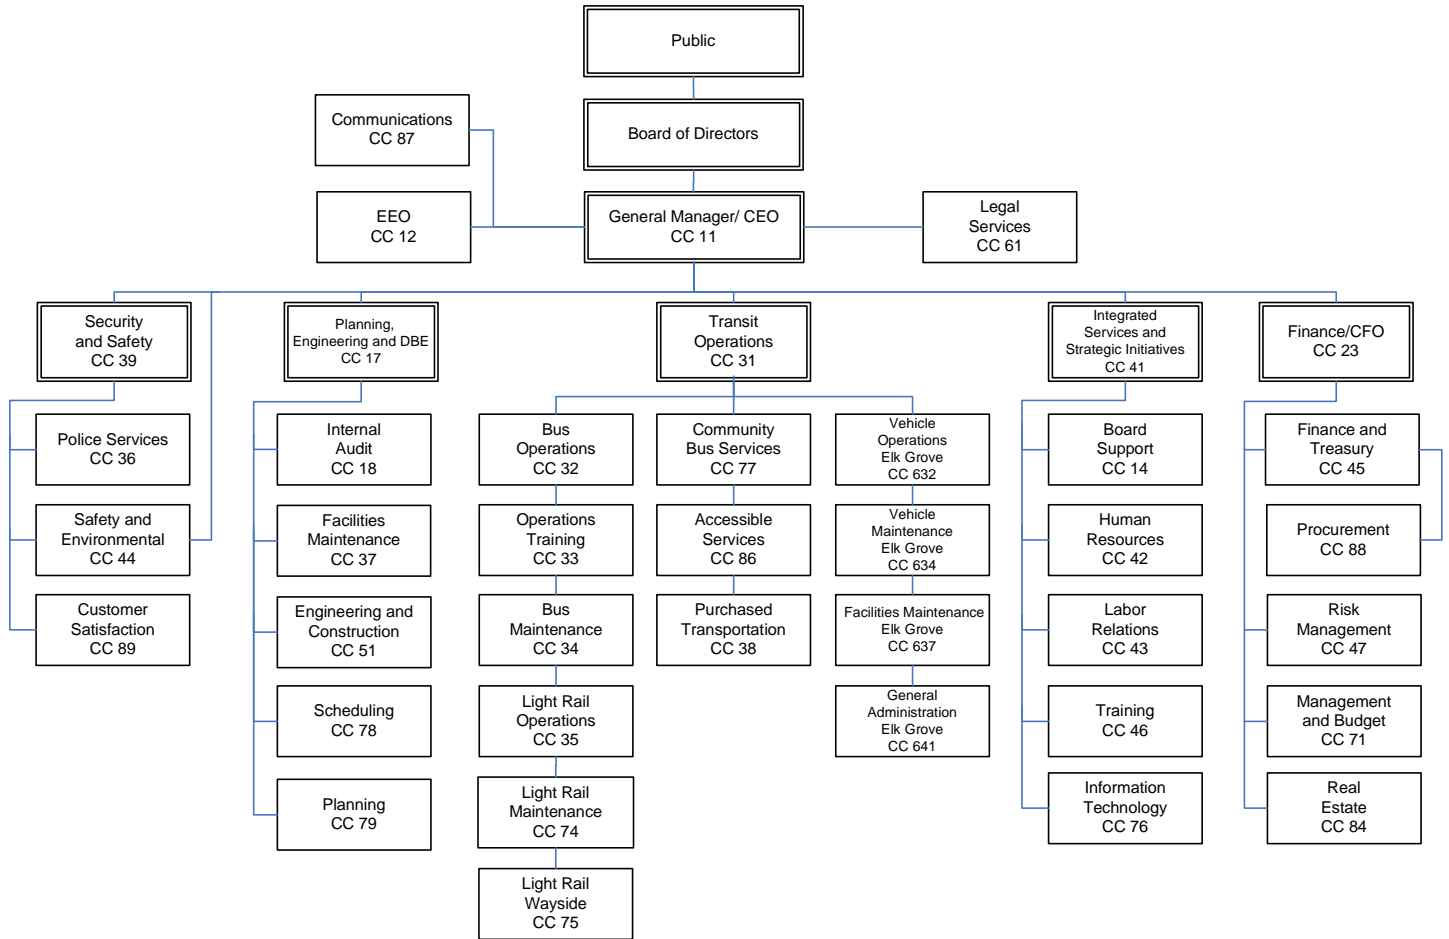 Public
Communications
CC 87
Board of Directors
EEO
CC 12
General Manager/ CEO
CC 11
Legal
Services
CC 61
Security
and Safety
CC 39
Planning,
Engineering and DBE
CC 17
Transit
Operations
CC 31
Integrated
Services and
Strategic Initiatives
CC 41
Finance/CFO
CC 23
Police Services
CC 36
Safety and
Environmental
CC 44
Customer
Satisfaction
CC 89
Internal
Audit
CC 18
Facilities
Maintenance
CC 37
Engineering and
Construction
CC 51
Scheduling
CC 78
Planning
CC 79
Bus
Operations
CC 32
Operations
Training
CC 33
Bus
Maintenance
CC 34
Light Rail
Operations
CC 35
Light Rail
Maintenance
CC 74
Light Rail
Wayside
CC 75
Community
Bus Services
CC 77
Accessible
Services
CC 86
Purchased
Transportation
CC 38
Vehicle
Operations
Elk Grove
CC 632
Vehicle
Maintenance
Elk Grove
CC 634
Facilities Maintenance
Elk Grove
CC 637
General
Administration
Elk Grove
CC 641
Board
Support
CC 14
Human
Resources
CC 42
Labor
Relations
CC 43
Training
CC 46
Information
Technology
CC 76
Finance and
Treasury
CC 45
Procurement
CC 88
Risk
Management
CC 47
Management
and Budget
CC 71
Real
Estate
CC 84